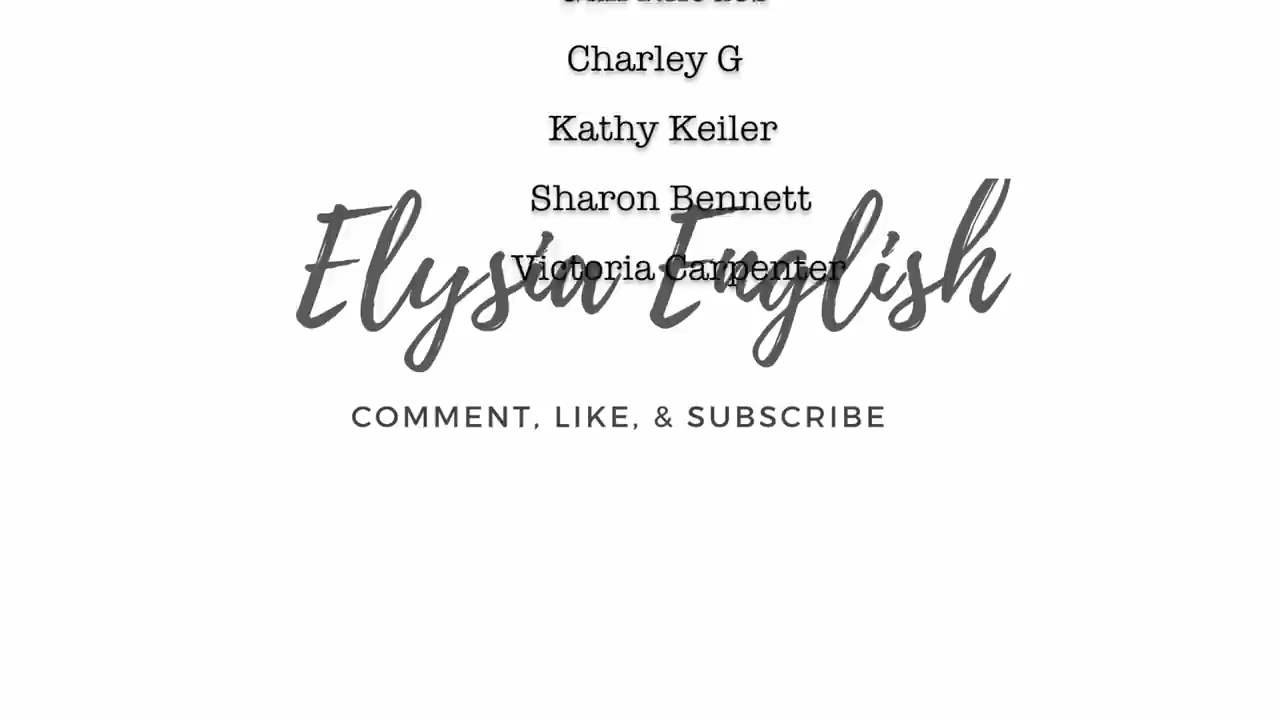 Charley G
Kathy Keiler
Sharon Bennett
Victoria Carpenter
Elysia English
COMMENT, LIKE, & SUBSCRIBE